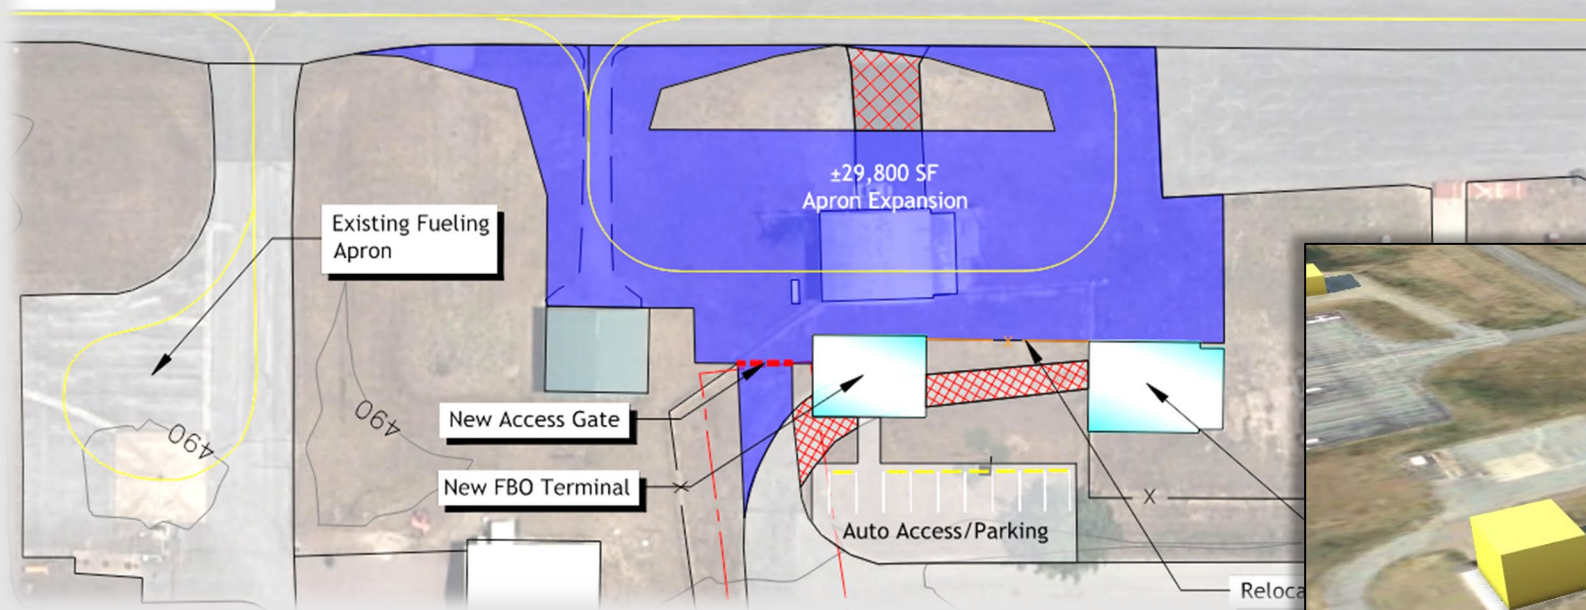 ±29,800 SF
Apron Expansion
Existing Fueling
Apron
490
490
New Access Gate
New FBO Terminal
X
Auto Access/Parking